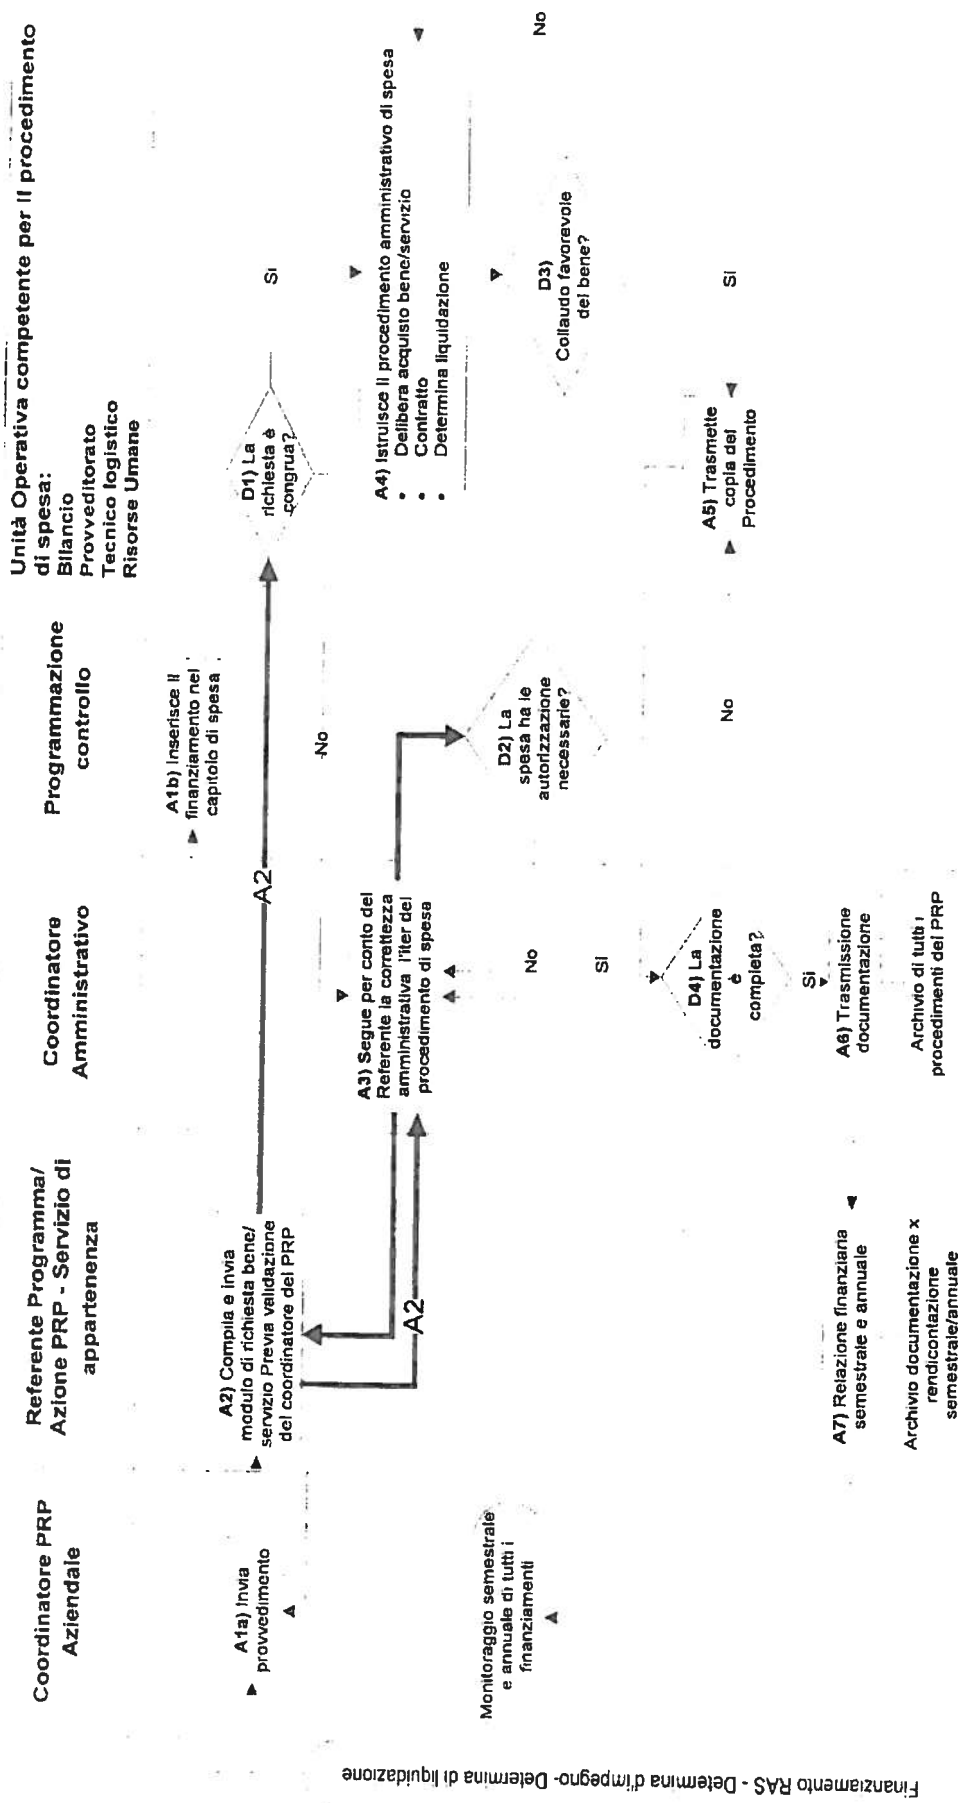 Coordinatore PRP
Aziendale
Referente Programma/
Azione PRP - Servizio di
appartenenza
Coordinatore
Amministrativo
Programmazione
controllo
Unità Operativa competente per il procedimento
di spesa:
Bilancio
Provveditorato
Tecnico logistico
Risorse Umane
A1a) Invia
provvedimento
A2) Compila e invia
modulo di richiesta bene/
servizio Previa validazione
del coordinatore del PRP
A2
A1b) Inserisce il
finanziamento nel
capitolo di spesa
D1) La
richiesta è
congrua?
Si
No
A2
A3) Segue per conto del
Referente la correttezza
amministrativa l'iter del
procedimento di spesa
A4) Istruisce il procedimento amministrativo di spesa
• Delibera acquisto bene/servizio
• Contratto
• Determina liquidazione
Monitoraggio semestrale
e annuale di tutti i
finanziamenti
D2) La
spesa ha le
autorizzazione
necessarie?
No
Si
D3)
Collaudo favorevole
del bene?
No
Si
D4) La
documentazione
è
completa?
No
Si
A5) Trasmette
copia del
Procedimento
A6) Trasmissione
documentazione
A7) Relazione finanziaria
semestrale e annuale
Archivio documentazione x
rendicontazione
semestrale/annuale
Archivio di tutti i
procedimenti del PRP
Finanziamento RAS - Determina d'impegno- Determina di liquidazione